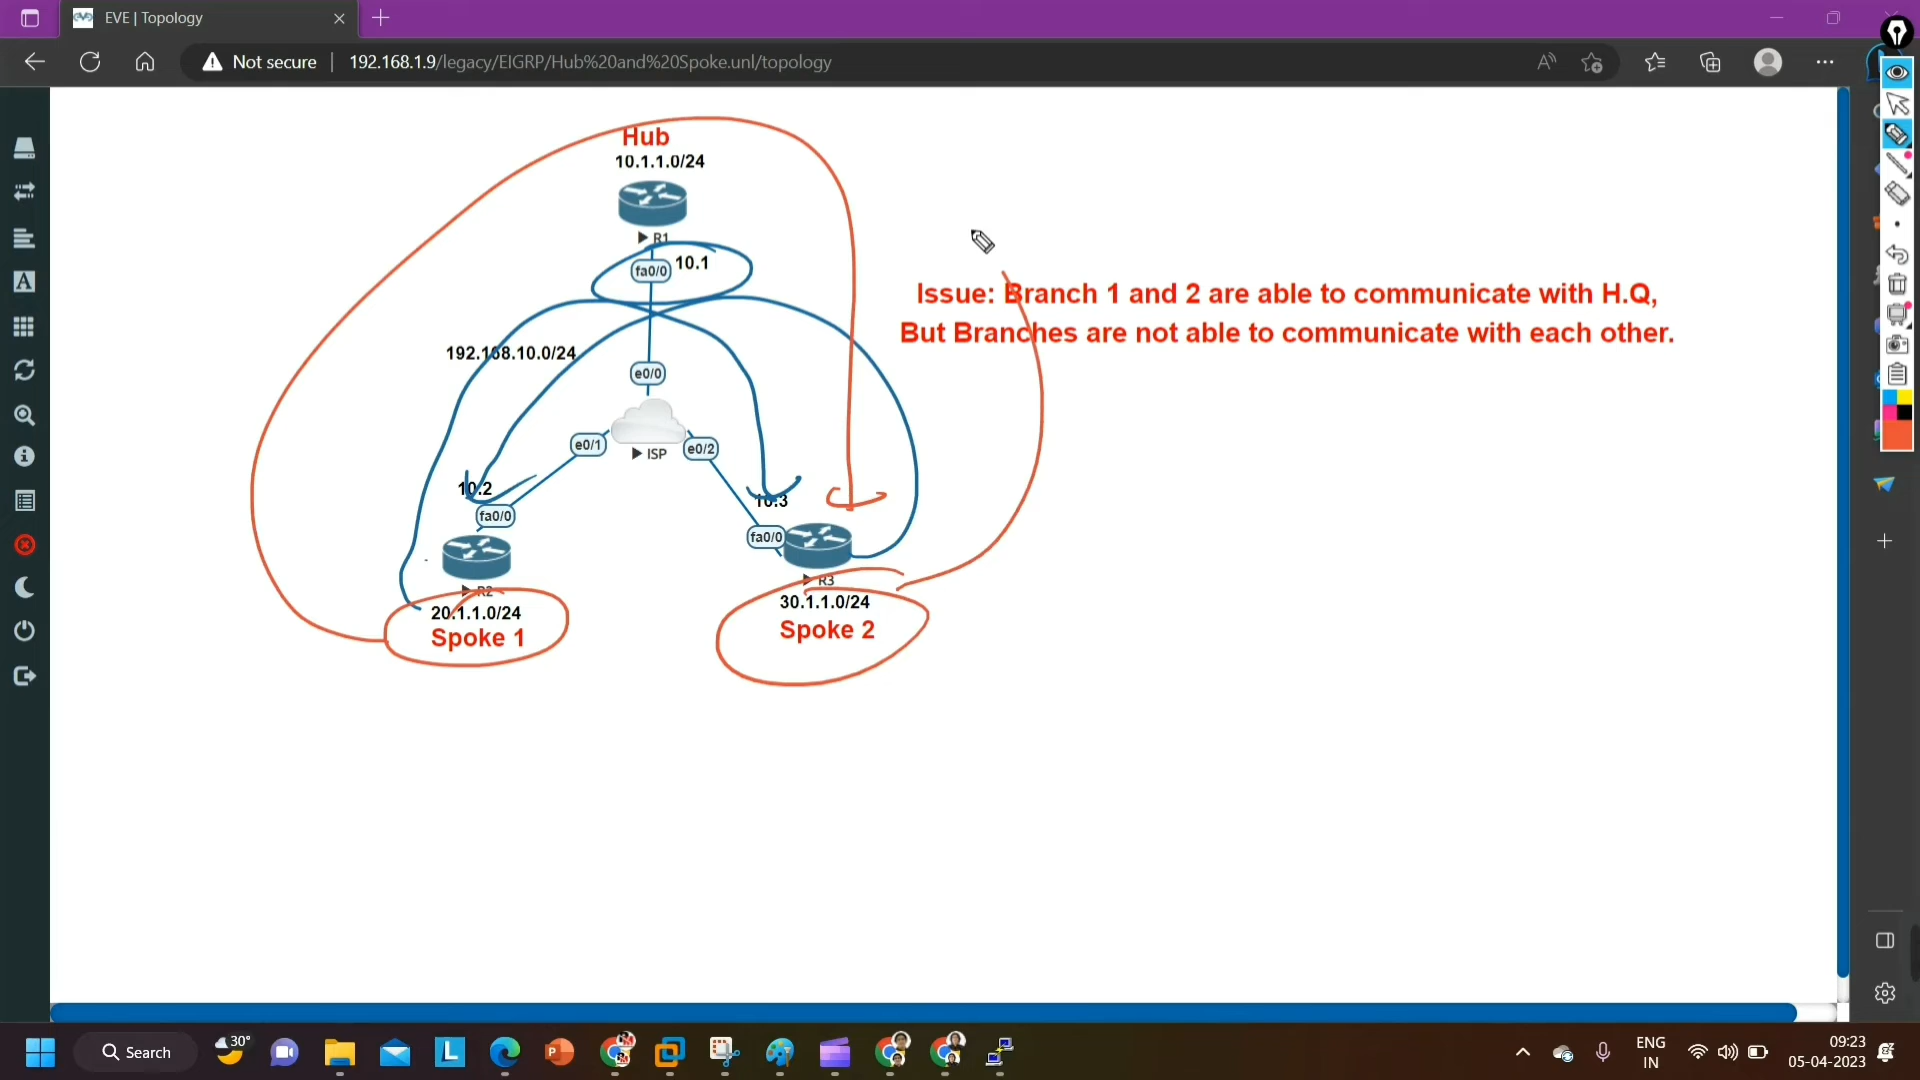 EVE | Topology
Not secure
192.168.1.9/legacy/EIGRP/Hub%20and%20Spoke.unl/topology
Hub
10.1.1.0/24
R1
fa0/0
10.1
Issue: Branch 1 and 2 are able to communicate with H.Q,
But Branches are not able to communicate with each other.
192.168.10.0/24
e0/0
e0/1
e0/2
ISP
10.2
10.3
fa0/0
fa0/0
R2
R3
20.1.1.0/24
30.1.1.0/24
Spoke 1
Spoke 2
30°
Search
ENG
IN
09:23
05-04-2023